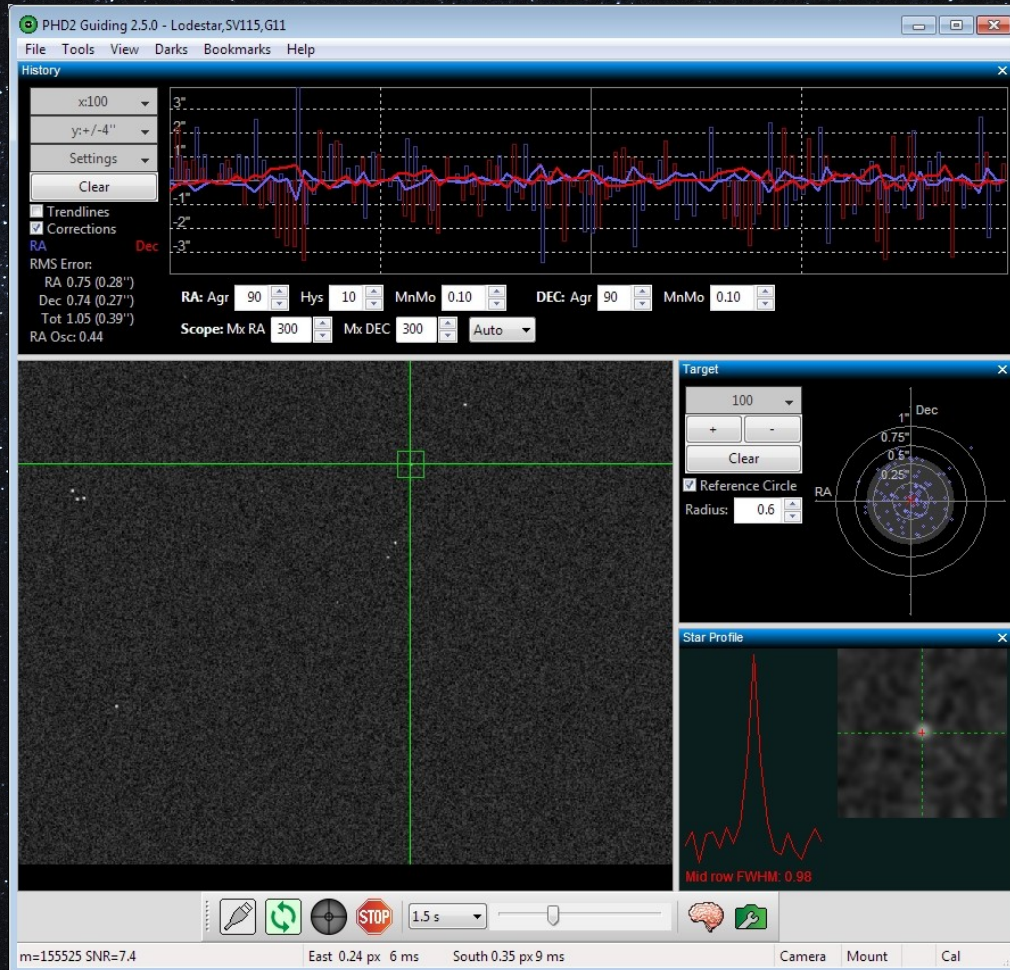 PHD2 Guiding 2.5.0 - Lodestar,SV115,G11
File Tools View Darks Bookmarks Help
History
x:100
y:+/-4''
Settings
Clear
Trendlines
Corrections
RA Dec
RMS Error:
RA 0.75 (0.28'')
Dec 0.74 (0.27'')
Tot 1.05 (0.39'')
RA Osc: 0.44
3"
2"
1"
-1"
-2"
-3"
RA: Agr 90 Hys 10 MnMo 0.10 DEC: Agr 90 MnMo 0.10
Scope: Mx RA 300 Mx DEC 300 Auto
Target
100
+ -
Clear
Reference Circle
Radius: 0.6
Dec
1"
0.75"
0.5"
0.25"
RA
Star Profile
Mid row FWHM: 0.98
STOP 1.5 s
m=155525 SNR=7.4 East 0.24 px 6 ms South 0.35 px 9 ms Camera Mount Cal